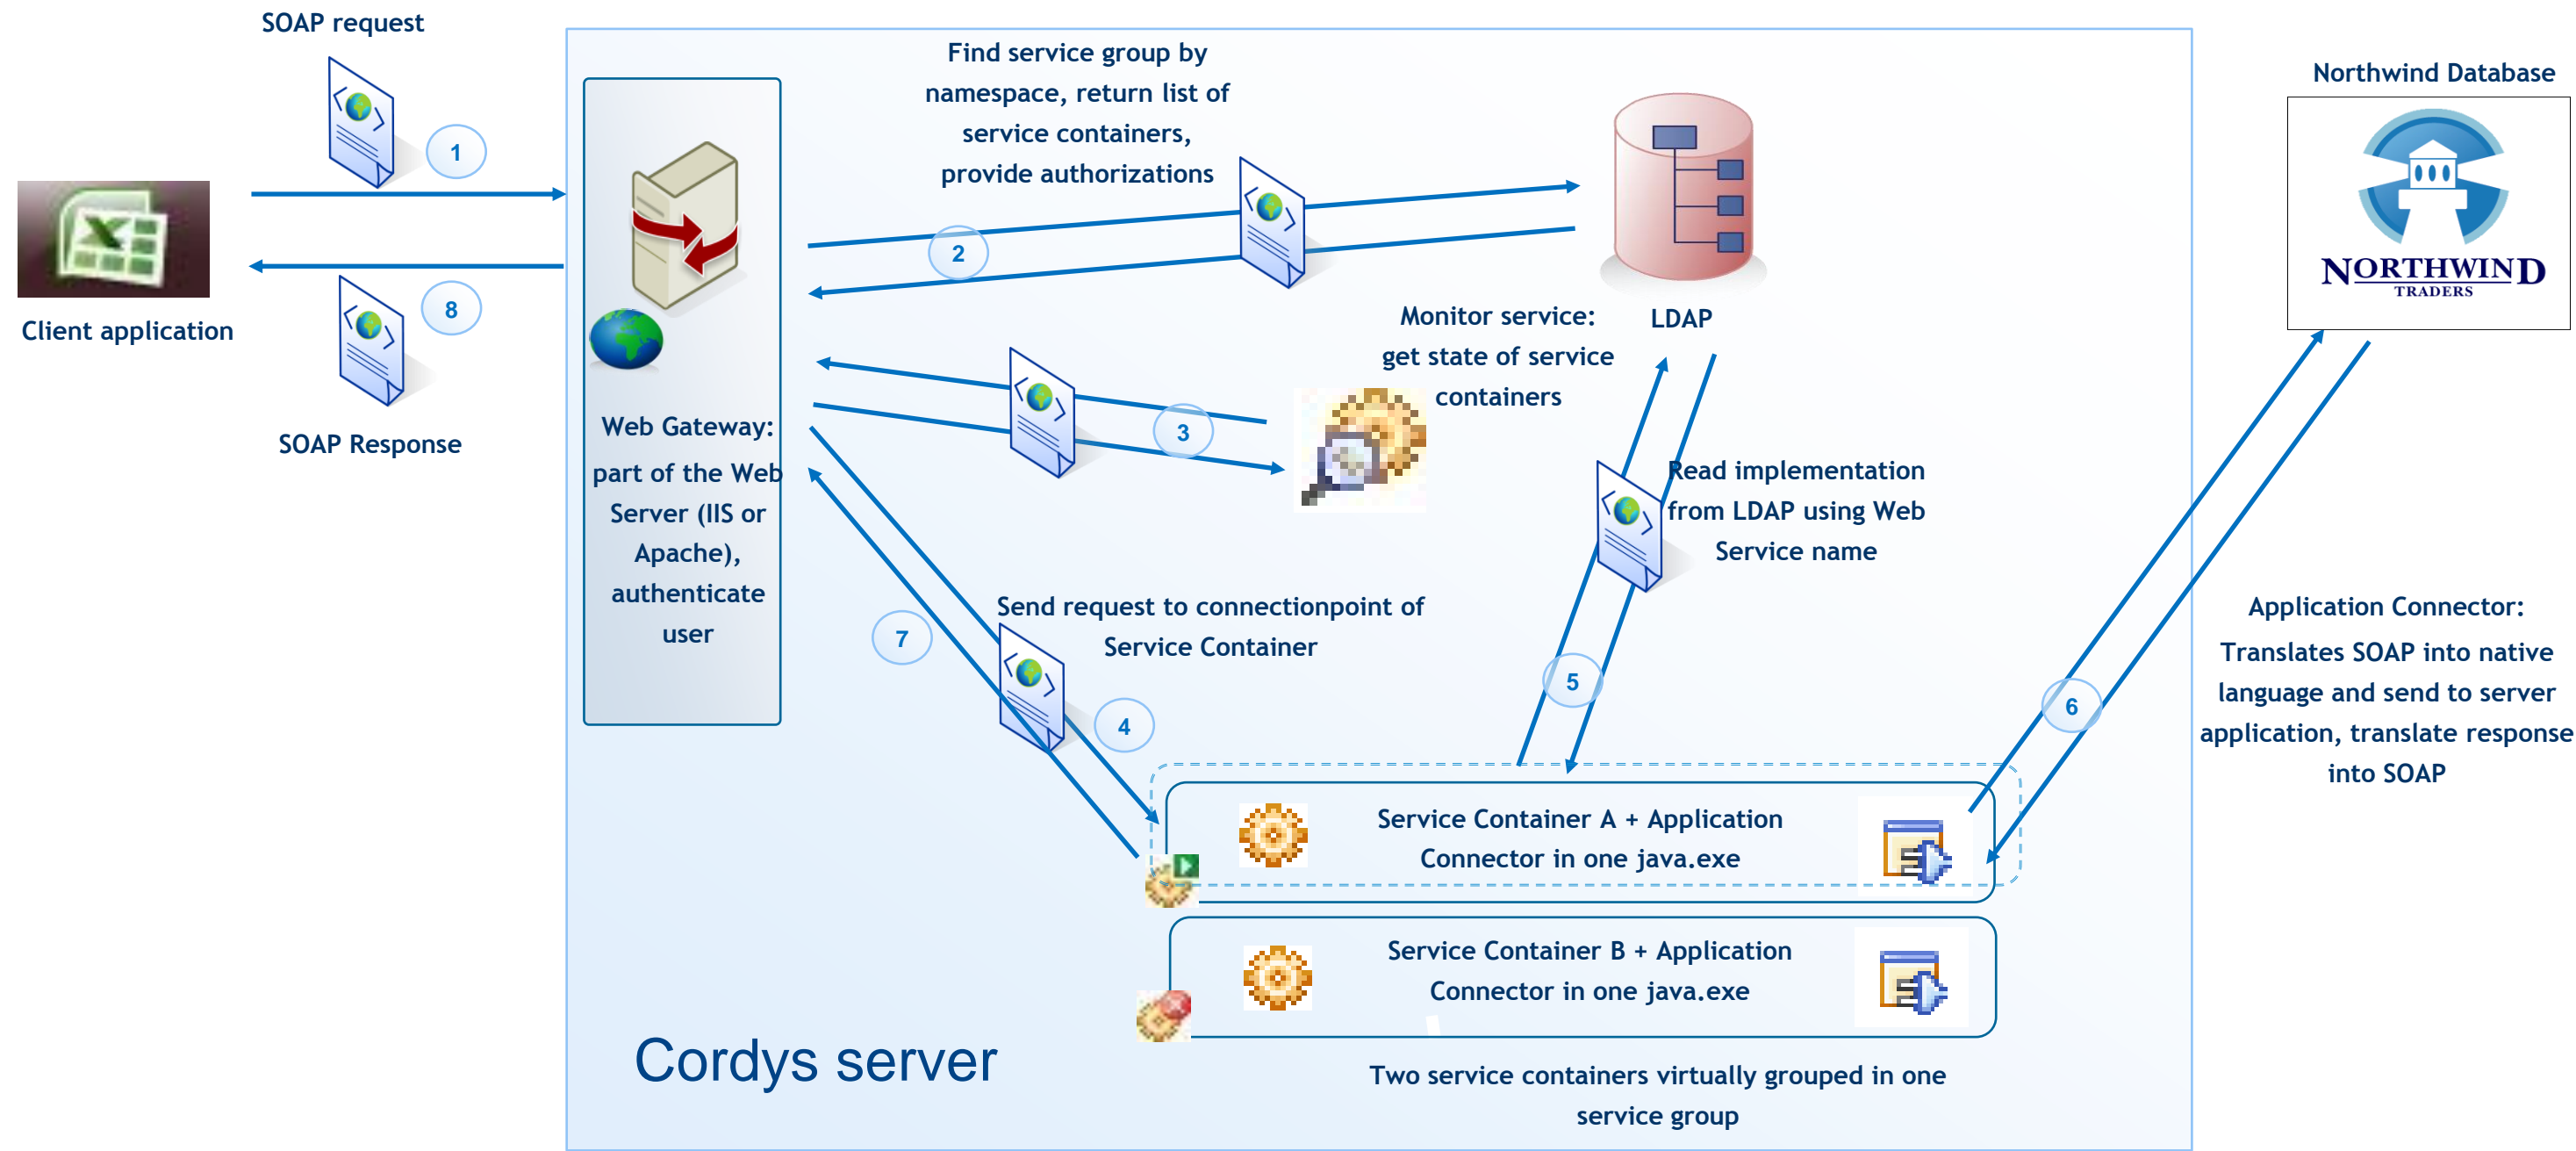 SOAP request
1
Client application
8
SOAP Response
Web Gateway:
part of the Web
Server (IIS or
Apache),
authenticate
user
Find service group by
namespace, return list of
service containers,
provide authorizations
2
LDAP
Monitor service:
get state of service
containers
3
Read implementation
from LDAP using Web
Service name
Send request to connectionpoint of
Service Container
7
4
5
6
Northwind Database
NORTHWIND
TRADERS
Application Connector:
Translates SOAP into native
language and send to server
application, translate response
into SOAP
Service Container A + Application
Connector in one java.exe
Service Container B + Application
Connector in one java.exe
Cordys server
Two service containers virtually grouped in one
service group